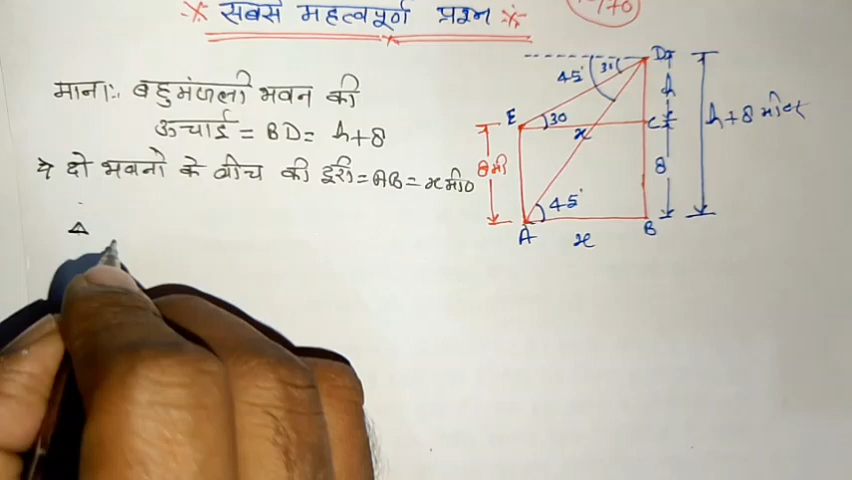 सबसे महत्वपूर्ण प्रश्न
माना:. बहुमंजली भवन की
ऊचाई = BD = h+8
दो भवनो के बीच की दूरी = AB = x मी०
45°
30
D
h
E
30
x
C
h+8 मीटर
8 मी
8
45°
A
x
B
Δ